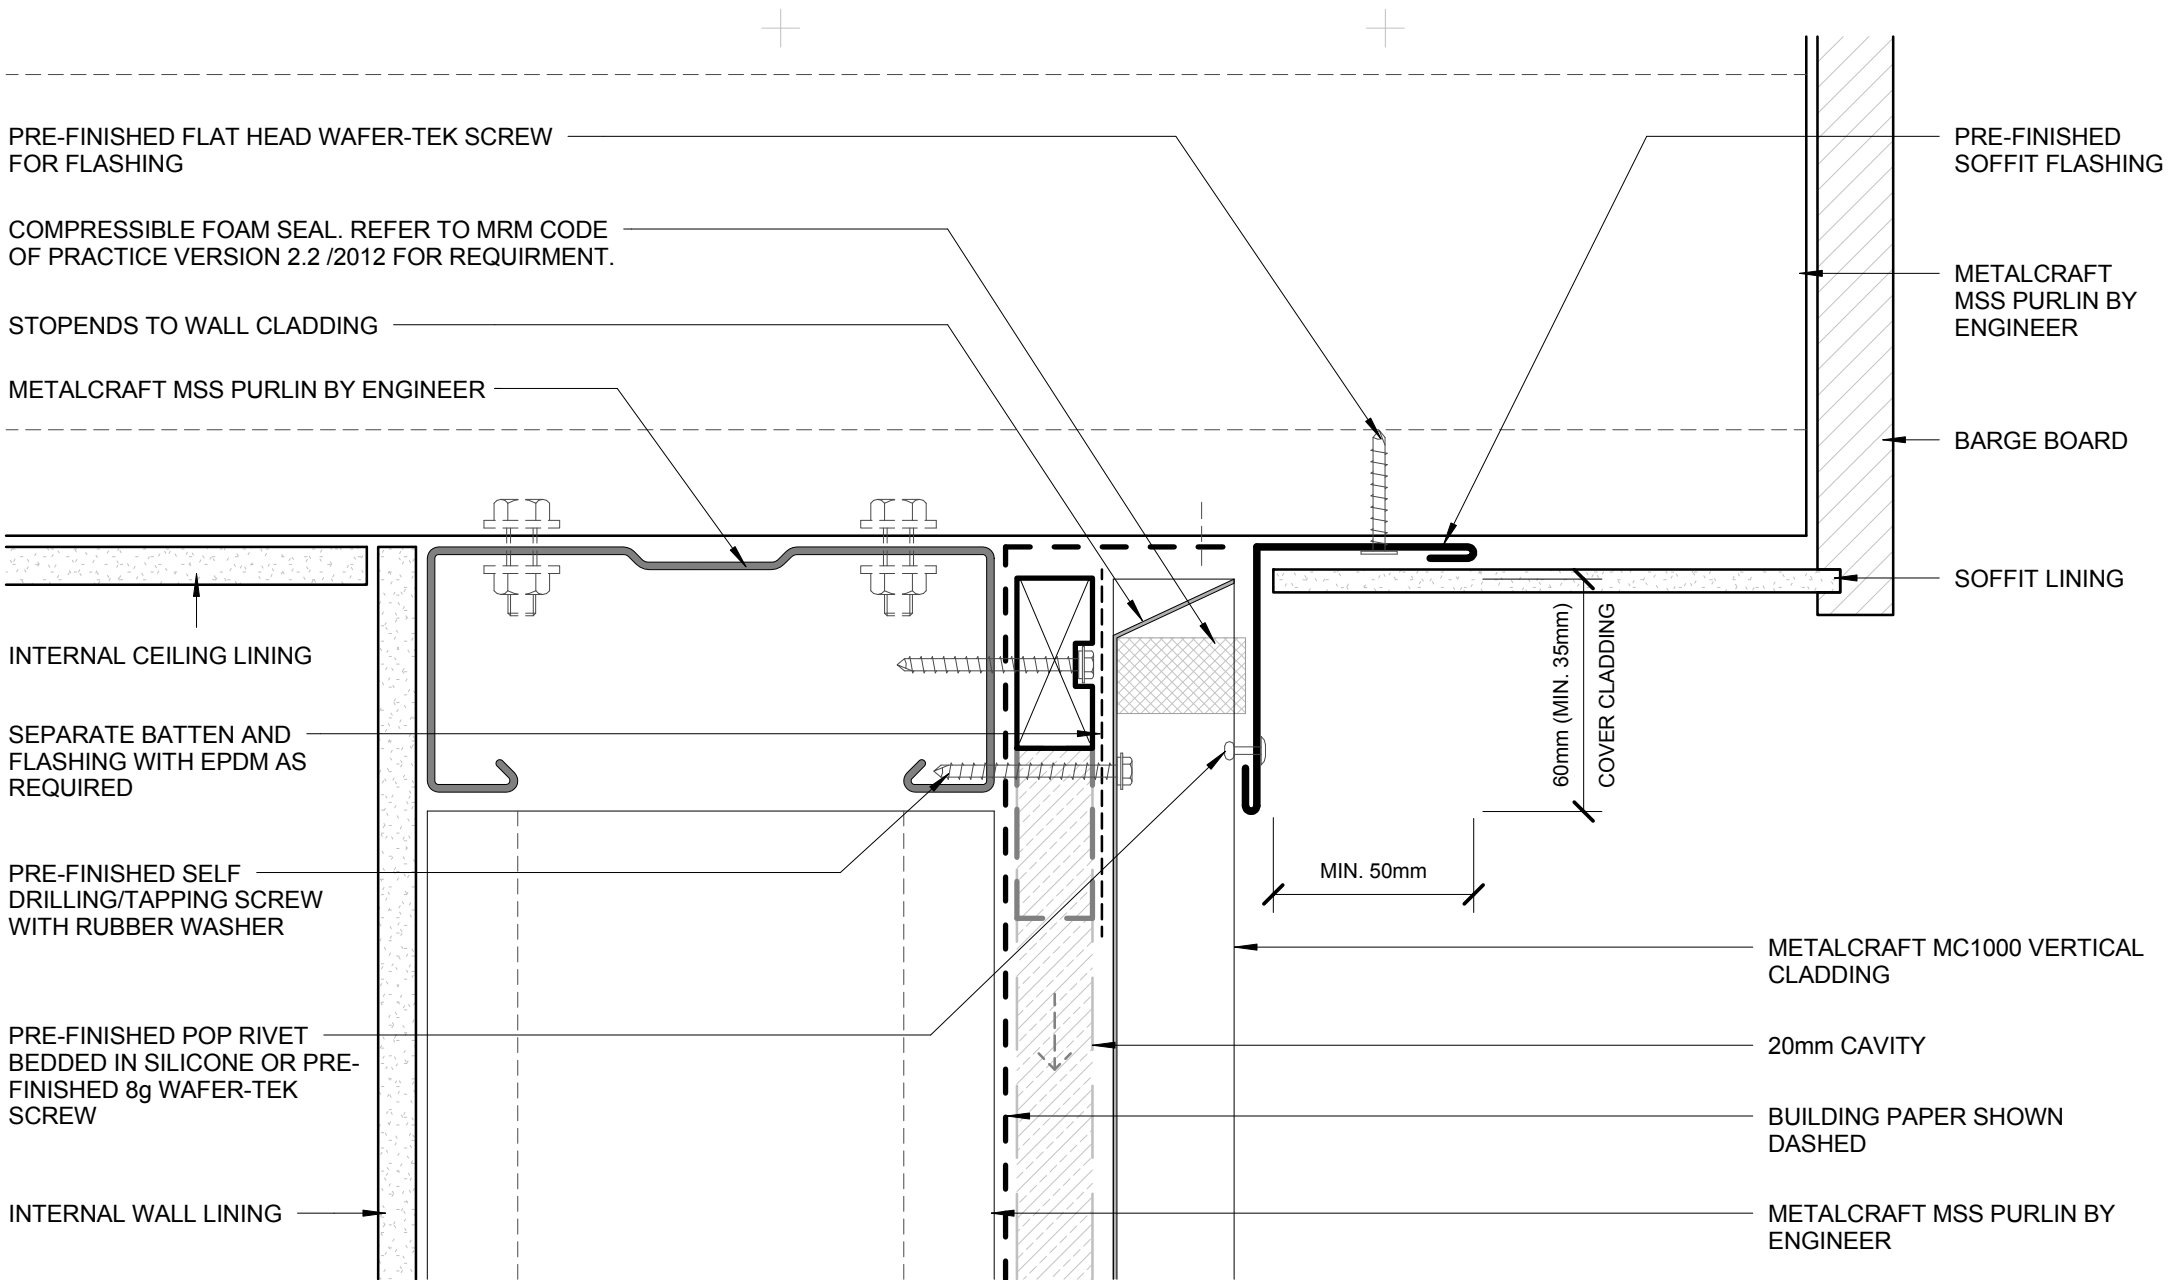 PRE-FINISHED FLAT HEAD WAFER-TEK SCREW
FOR FLASHING
COMPRESSIBLE FOAM SEAL. REFER TO MRM CODE
OF PRACTICE VERSION 2.2 /2012 FOR REQUIRMENT.
STOPENDS TO WALL CLADDING
METALCRAFT MSS PURLIN BY ENGINEER
INTERNAL CEILING LINING
SEPARATE BATTEN AND
FLASHING WITH EPDM AS
REQUIRED
PRE-FINISHED SELF
DRILLING/TAPPING SCREW
WITH RUBBER WASHER
PRE-FINISHED POP RIVET
BEDDED IN SILICONE OR PRE-
FINISHED 8g WAFER-TEK
SCREW
INTERNAL WALL LINING
60mm (MIN. 35mm)
COVER CLADDING
MIN. 50mm
PRE-FINISHED
SOFFIT FLASHING
METALCRAFT
MSS PURLIN BY
ENGINEER
BARGE BOARD
SOFFIT LINING
METALCRAFT MC1000 VERTICAL
CLADDING
20mm CAVITY
BUILDING PAPER SHOWN
DASHED
METALCRAFT MSS PURLIN BY
ENGINEER